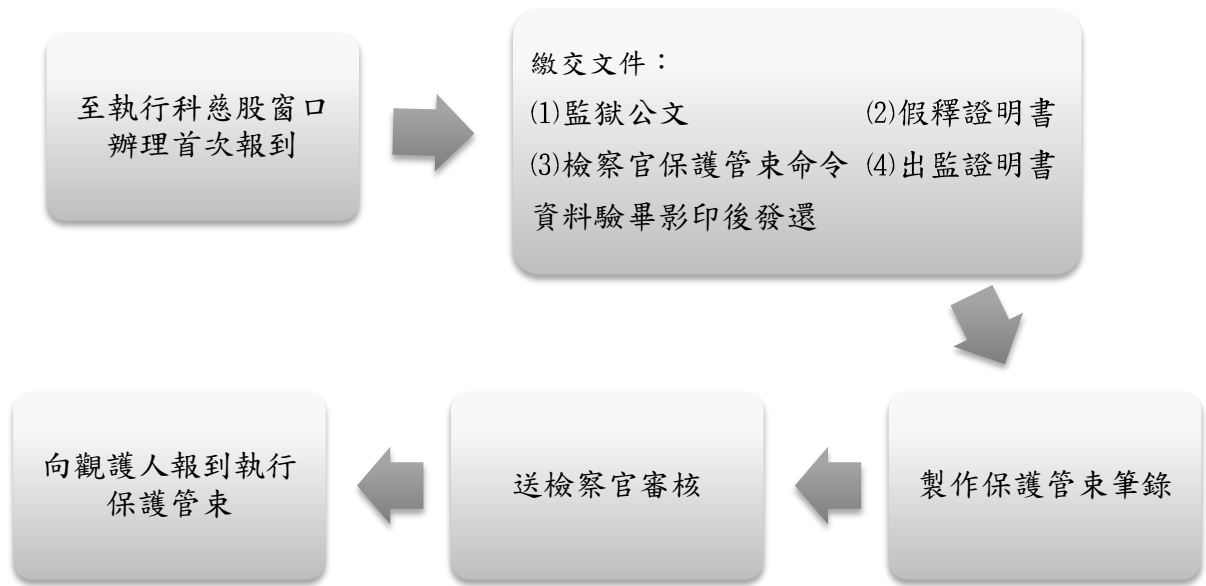 至執行科慈股窗口
辦理首次報到
繳交文件：
⑴監獄公文 ⑵假釋證明書
⑶檢察官保護管束命令 ⑷出監證明書
資料驗畢影印後發還
製作保護管束筆錄
送檢察官審核
向觀護人報到執行
保護管束